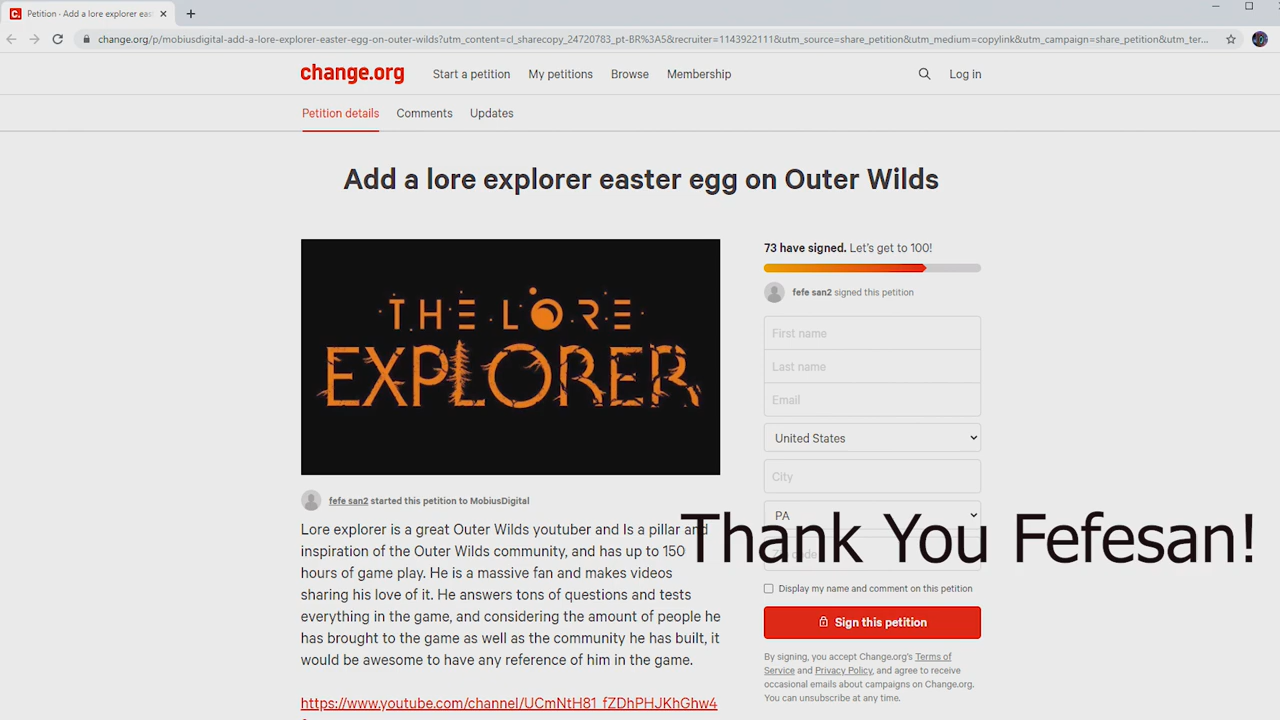 Petition · Add a lore explorer eas
change.org/p/mobiusdigital-add-a-lore-explorer-easter-egg-on-outer-wilds?utm_content=cl_sharecopy_24720783_pt-BR%3A5&recruiter=1143922111&utm_source=share_petition&utm_medium=copylink&utm_campaign=share_petition&utm_ter...
change.org
Start a petition
My petitions
Browse
Membership
Log in
Petition details
Comments
Updates
Add a lore explorer easter egg on Outer Wilds
THE LORE
EXPLORER
fefe san2 started this petition to MobiusDigital
Lore explorer is a great Outer Wilds youtuber and Is a pillar and
inspiration of the Outer Wilds community, and has up to 150
hours of game play. He is a massive fan and makes videos
sharing his love of it. He answers tons of questions and tests
everything in the game, and considering the amount of people he
has brought to the game as well as the community he has built, it
would be awesome to have any reference of him in the game.
https://www.youtube.com/channel/UCmNtH81_fZDhPHJKhGhw4
73 have signed. Let's get to 100!
fefe san2 signed this petition
First name
Last name
Email
United States
City
PA
Thank You Fefesan!
Display my name and comment on this petition
Sign this petition
By signing, you accept Change.org's Terms of
Service and Privacy Policy, and agree to receive
occasional emails about campaigns on Change.org.
You can unsubscribe at any time.